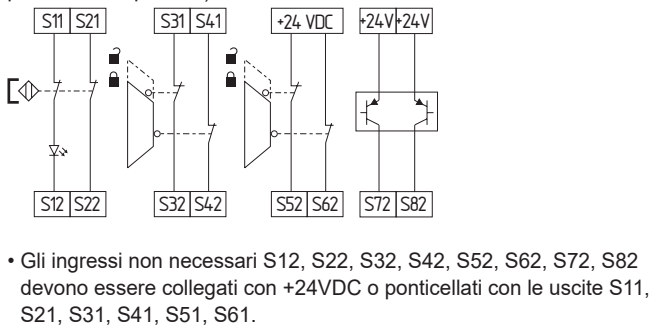 S11 S21 S31 S41 +24 VDC +24V +24V
S12 S22 S32 S42 S52 S62 S72 S82
• Gli ingressi non necessari S12, S22, S32, S42, S52, S62, S72, S82
devono essere collegati con +24VDC o ponticellati con le uscite S11,
S21, S31, S41, S51, S61.